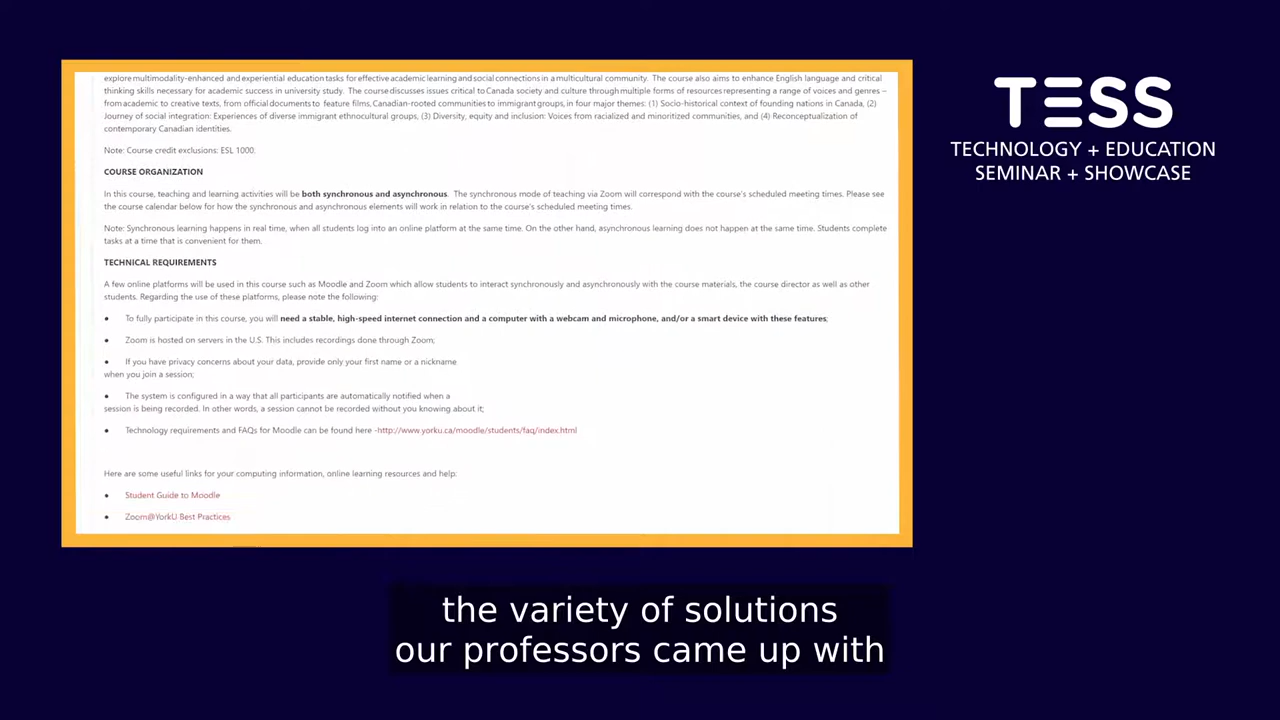 explore multimodality-enhanced and experiential education tasks for effective academic learning and social connections in a multicultural community. The course also aims to enhance English language and critical
thinking skills necessary for academic success in university study. The course discusses issues critical to Canada society and culture through multiple forms of resources representing a range of voices and genres –
from academic to creative texts, from official documents to feature films, Canadian-rooted communities to immigrant groups, in four major themes: (1) Socio-historical context of founding nations in Canada, (2)
Journey of social integration: Experiences of diverse immigrant ethnocultural groups, (3) Diversity, equity and inclusion: Voices from racialized and minoritized communities, and (4) Reconceptualization of
contemporary Canadian identities.
Note: Course credit exclusions: ESL 1000.
COURSE ORGANIZATION
In this course, teaching and learning activities will be both synchronous and asynchronous. The synchronous mode of teaching via Zoom will correspond with the course's scheduled meeting times. Please see
the course calendar below for how the synchronous and asynchronous elements will work in relation to the course's scheduled meeting times.
Note: Synchronous learning happens in real time, when all students log into an online platform at the same time. On the other hand, asynchronous learning does not happen at the same time. Students complete
tasks at a time that is convenient for them.
TECHNICAL REQUIREMENTS
A few online platforms will be used in this course such as Moodle and Zoom which allow students to interact synchronously and asynchronously with the course materials, the course director as well as other
students. Regarding the use of these platforms, please note the following:
• To fully participate in this course, you will need a stable, high-speed internet connection and a computer with a webcam and microphone, and/or a smart device with these features;
• Zoom is hosted on servers in the U.S. This includes recordings done through Zoom;
• If you have privacy concerns about your data, provide only your first name or a nickname
when you join a session;
• The system is configured in a way that all participants are automatically notified when a
session is being recorded. In other words, a session cannot be recorded without you knowing about it;
• Technology requirements and FAQs for Moodle can be found here -http://www.yorku.ca/moodle/students/faq/index.html
Here are some useful links for your computing information, online learning resources and help:
• Student Guide to Moodle
• Zoom@YorkU Best Practices
TESS
TECHNOLOGY + EDUCATION
SEMINAR + SHOWCASE
the variety of solutions
our professors came up with